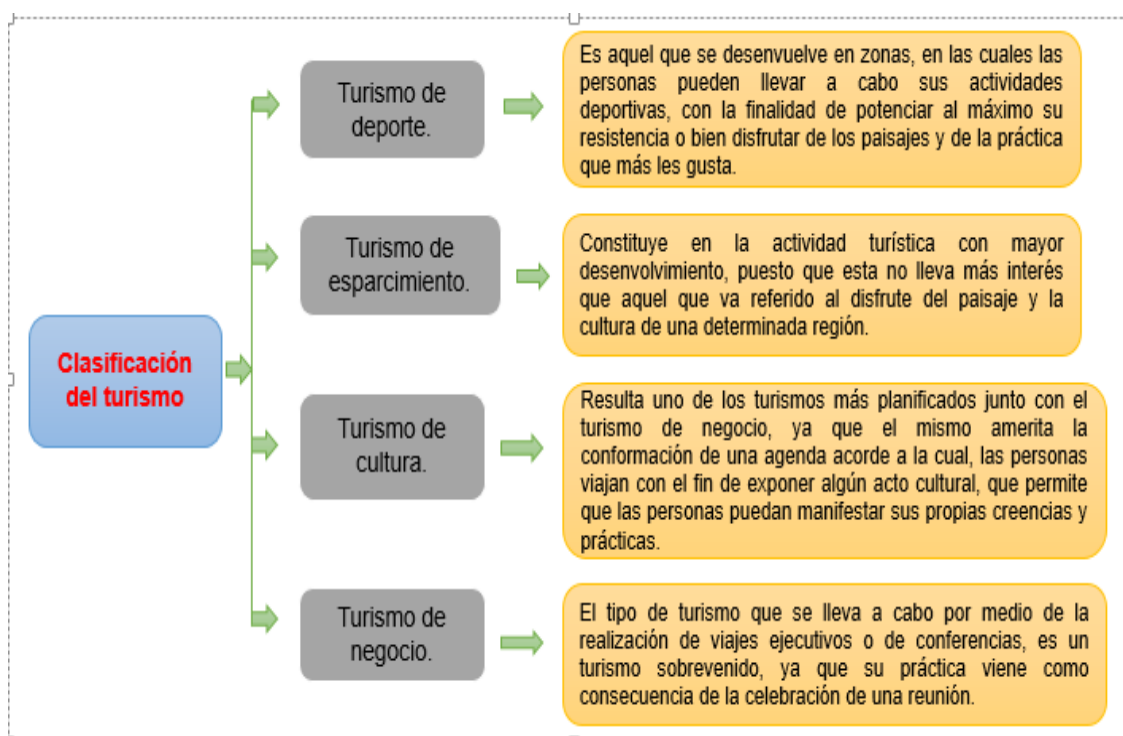 Clasificación
del turismo
Turismo de
deporte.
Es aquel que se desenvuelve en zonas, en las cuales las
personas pueden llevar a cabo sus actividades
deportivas, con la finalidad de potenciar al máximo su
resistencia o bien disfrutar de los paisajes y de la práctica
que más les gusta.
Turismo de
esparcimiento.
Constituye en la actividad turística con mayor
desenvolvimiento, puesto que esta no lleva más interés
que aquel que va referido al disfrute del paisaje y la
cultura de una determinada región.
Turismo de
cultura.
Resulta uno de los turismos más planificados junto con el
turismo de negocio, ya que el mismo amerita la
conformación de una agenda acorde a la cual, las personas
viajan con el fin de exponer algún acto cultural, que permite
que las personas puedan manifestar sus propias creencias y
prácticas.
Turismo de
negocio.
El tipo de turismo que se lleva a cabo por medio de la
realización de viajes ejecutivos o de conferencias, es un
turismo sobrevenido, ya que su práctica viene como
consecuencia de la celebración de una reunión.